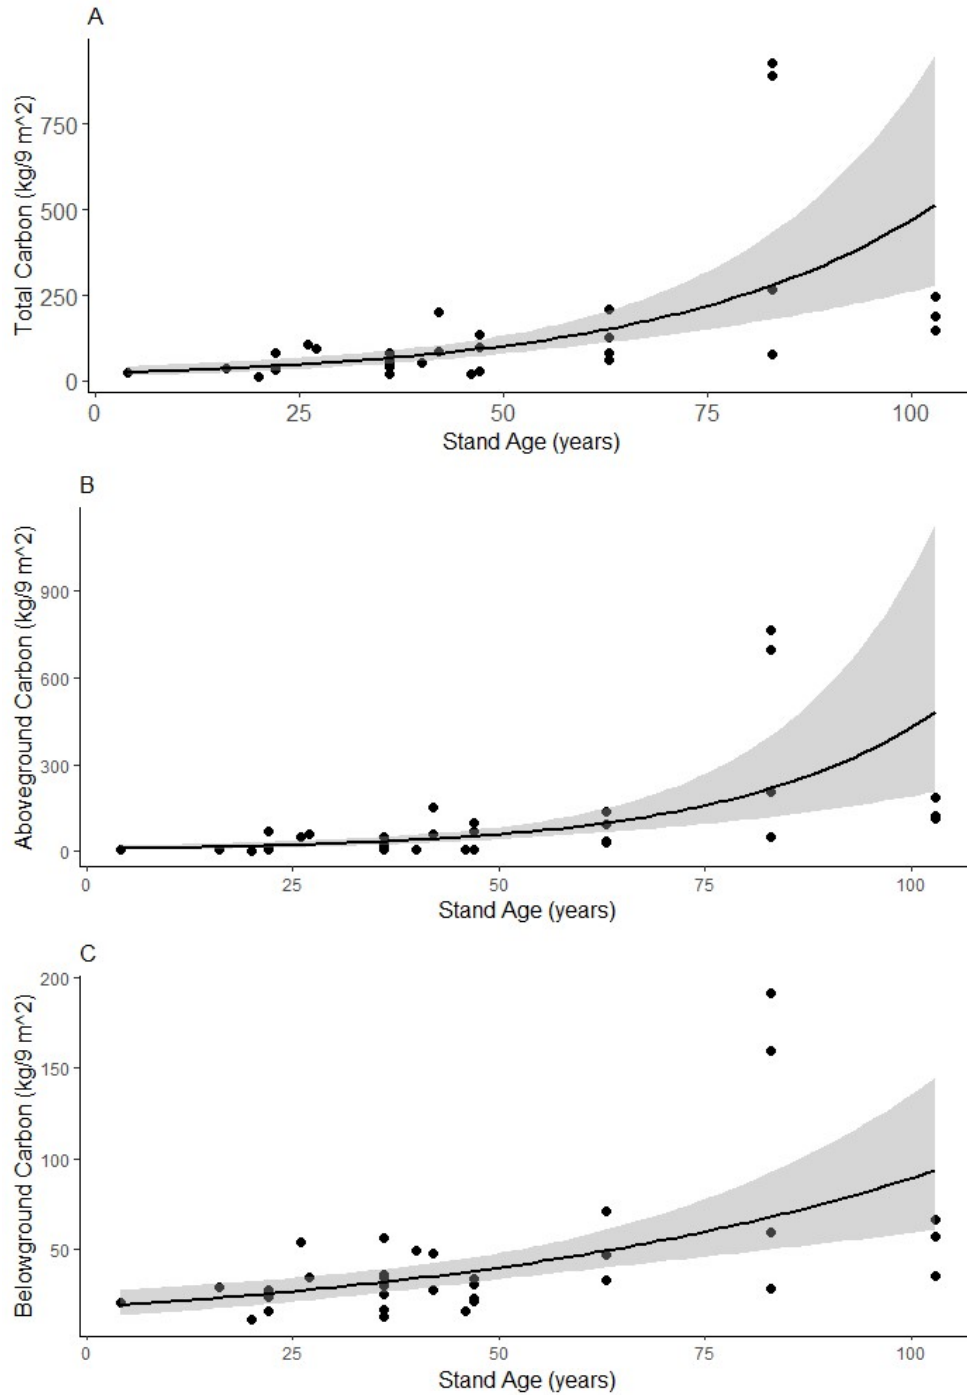 A
Total Carbon (kg/9 m^2)
750
500
250
0
0 25 50 75 100
Stand Age (years)
B
Aboveground Carbon (kg/9 m^2)
900
600
300
0
0 25 50 75 100
Stand Age (years)
C
Belowground Carbon (kg/9 m^2)
200
150
100
50
0 25 50 75 100
Stand Age (years)